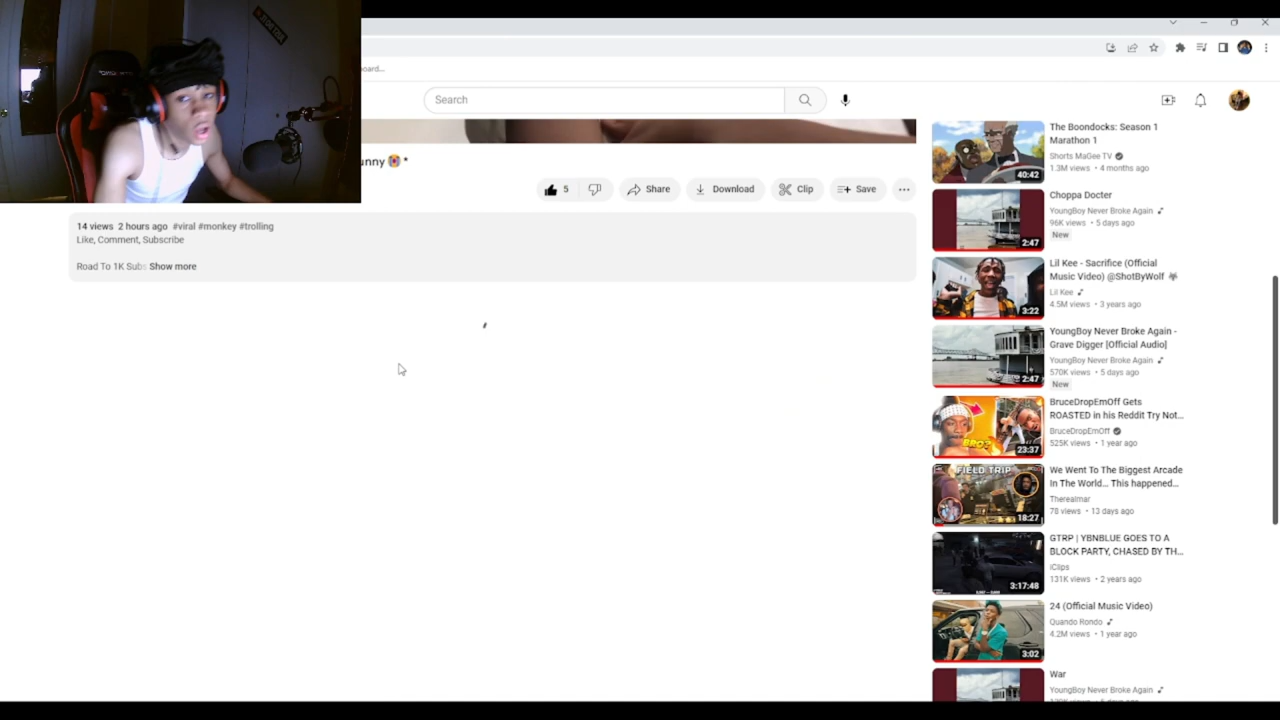 oard...
Search
unny *
5
Share
Download
Clip
Save
14 views 2 hours ago #viral #monkey #trolling
Like, Comment, Subscribe
Road To 1K Subs Show more
40:42
The Boondocks: Season 1
Marathon 1
Shorts MaGee TV
1.3M views • 4 months ago
2:47
Choppa Docter
YoungBoy Never Broke Again
96K views • 5 days ago
New
3:22
Lil Kee - Sacrifice (Official
Music Video) @ShotByWolf
Lil Kee
4.5M views • 3 years ago
2:47
YoungBoy Never Broke Again -
Grave Digger [Official Audio]
YoungBoy Never Broke Again
570K views • 5 days ago
New
BRO?
23:37
BruceDropEmOff Gets
ROASTED in his Reddit Try Not...
BruceDropEmOff
525K views • 1 year ago
FIELD TRIP
18:27
We Went To The Biggest Arcade
In The World... This happened...
Therealmar
78 views • 13 days ago
3:17:48
GTRP | YBNBLUE GOES TO A
BLOCK PARTY, CHASED BY TH...
iClips
131K views • 2 years ago
3:02
24 (Official Music Video)
Quando Rondo
4.2M views • 1 year ago
War
YoungBoy Never Broke Again